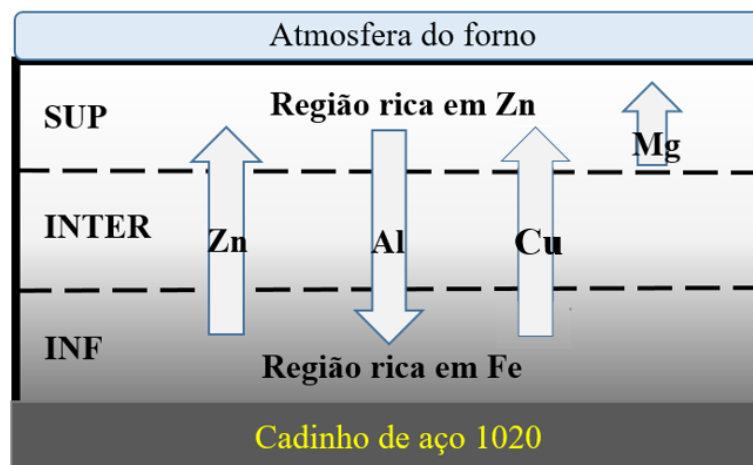 Atmosfera do forno
SUP
Região rica em Zn
Mg
INTER
Zn
Al
Cu
INF
Região rica em Fe
Cadinho de aço 1020